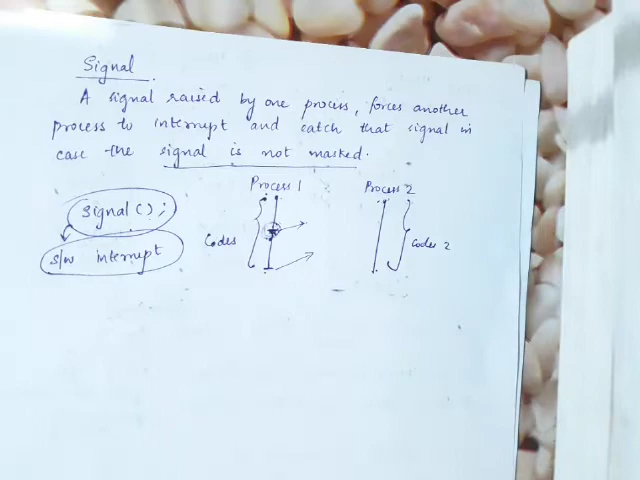 Signal
A signal raised by one process, forces another
process to interrupt and catch that signal in
case the signal is not masked.
Process 1 Process 2
Signal();
Codes Codes 2
s/w interrupt